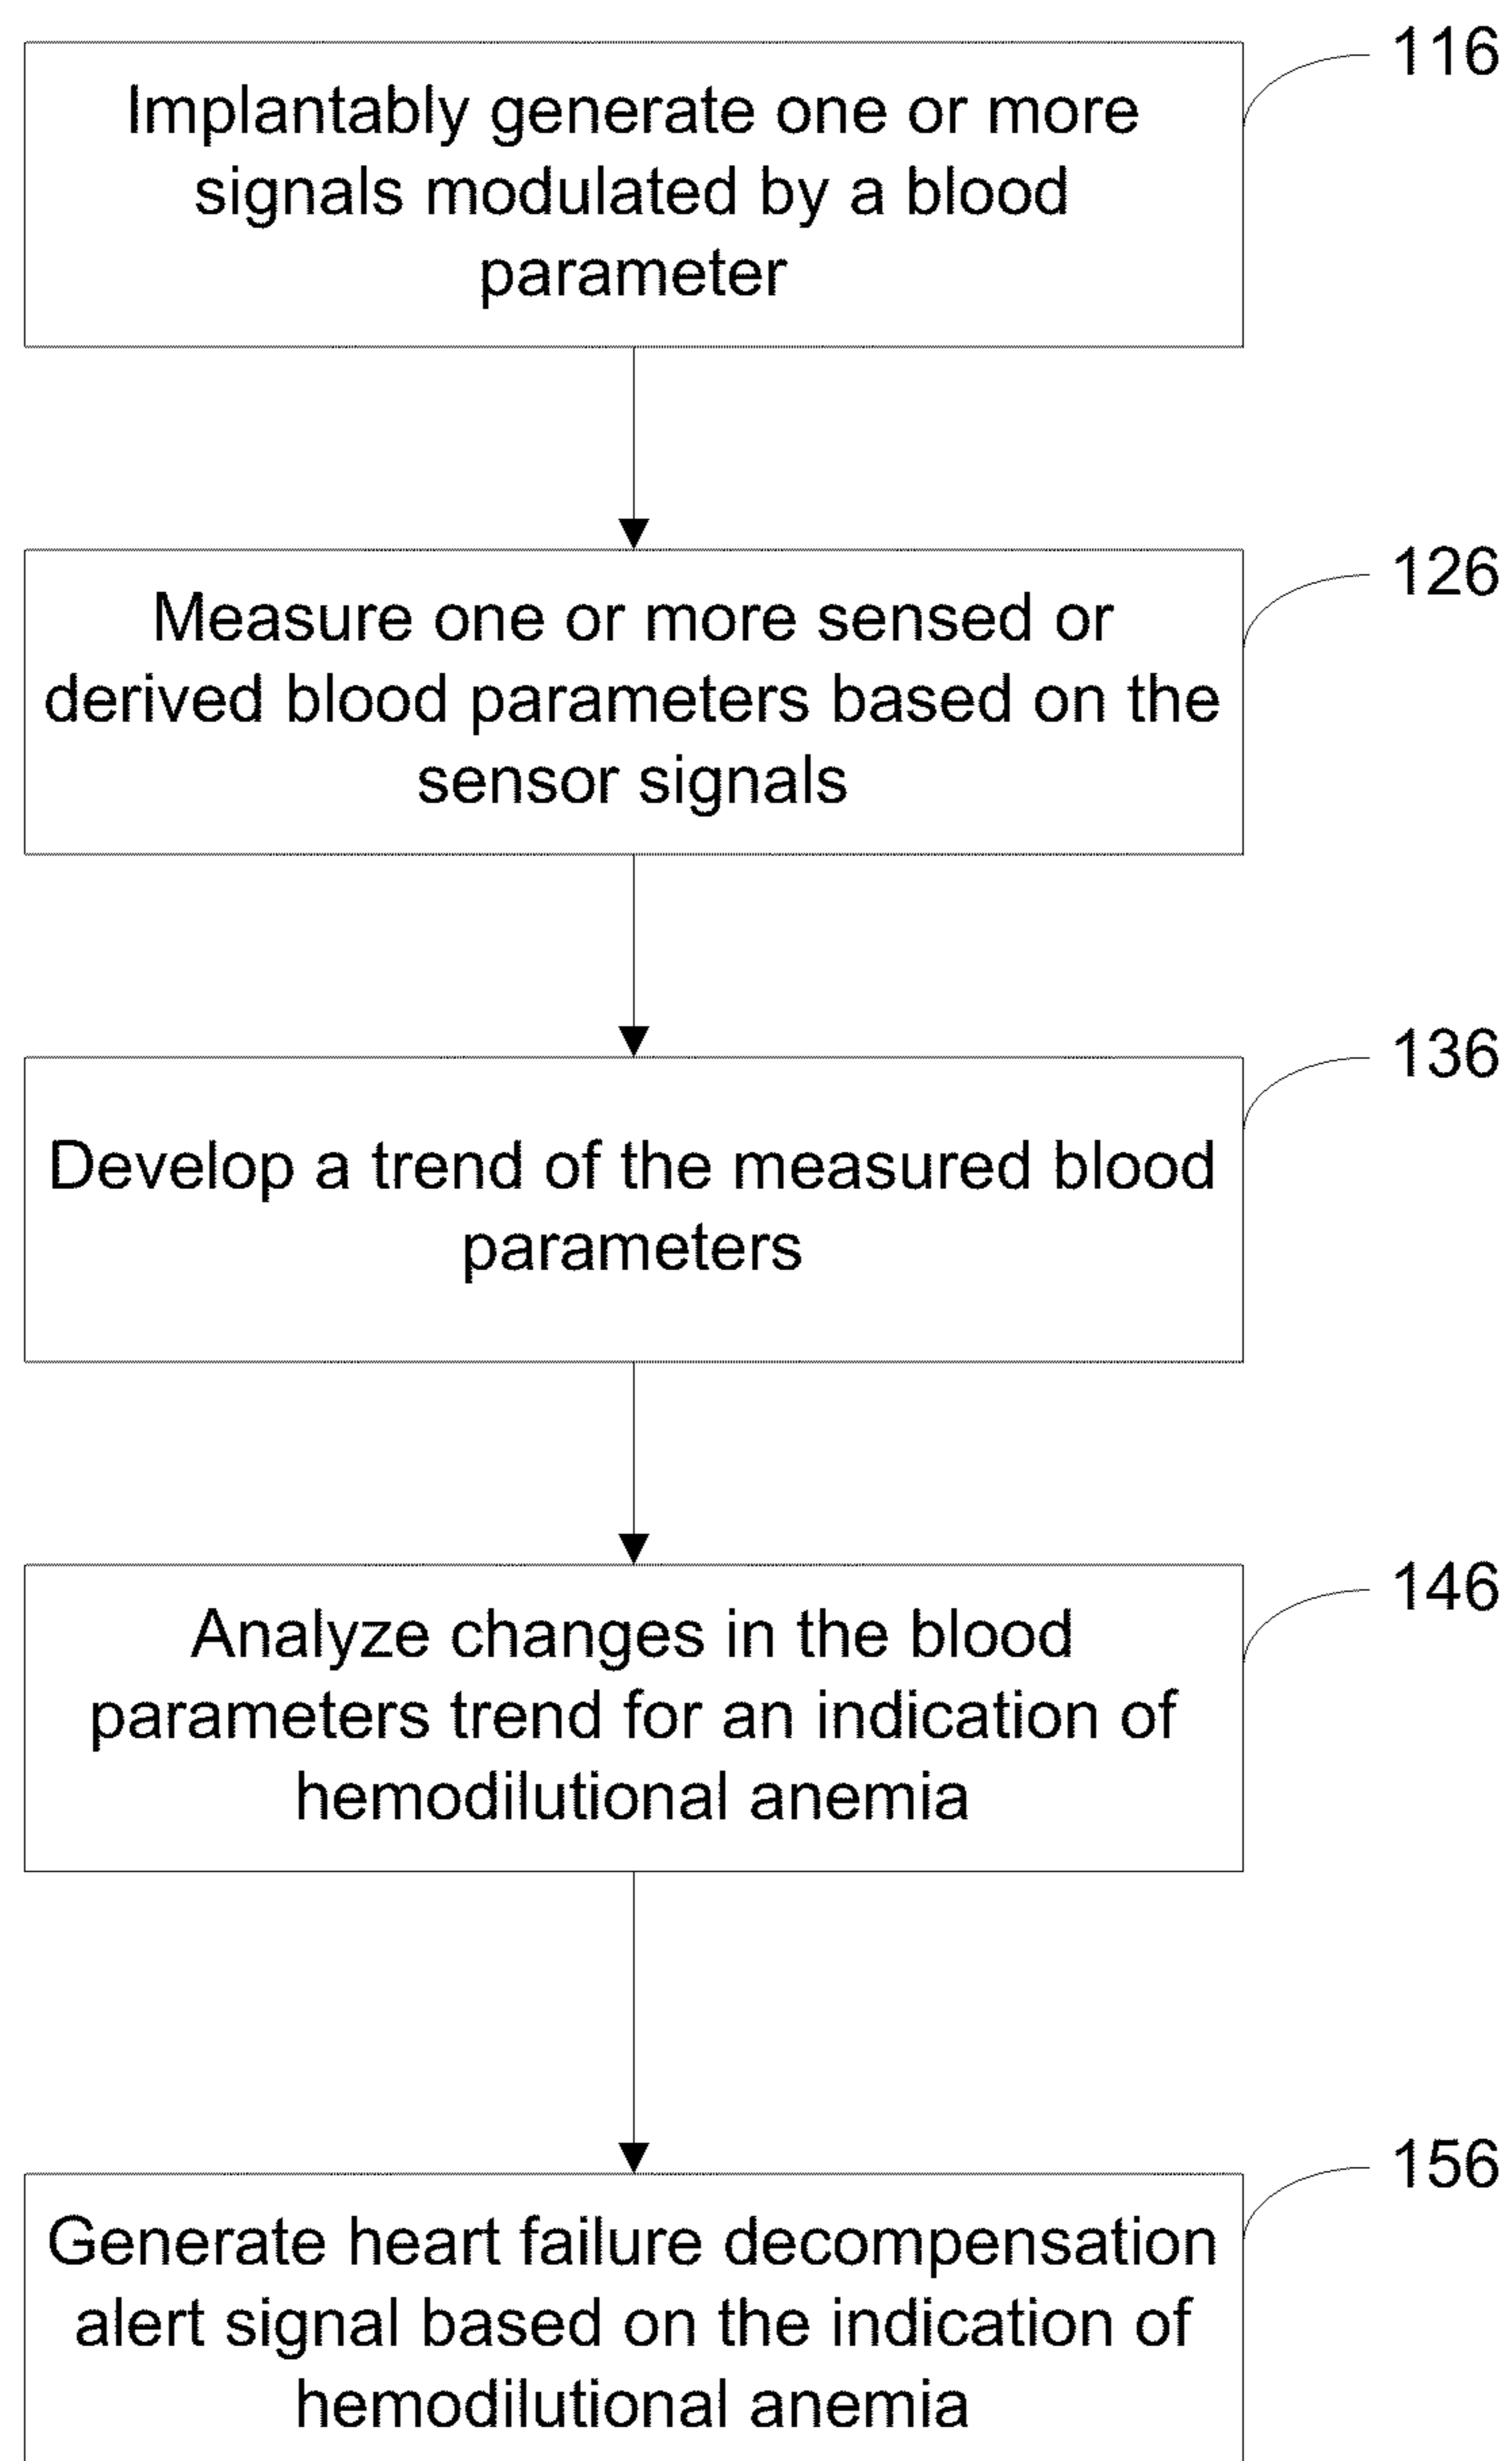 116
Implantably generate one or more
signals modulated by a blood
parameter
126
Measure one or more sensed or
derived blood parameters based on the
sensor signals
136
Develop a trend of the measured blood
parameters
146
Analyze changes in the blood
parameters trend for an indication of
hemodilutional anemia
156
Generate heart failure decompensation
alert signal based on the indication of
hemodilutional anemia